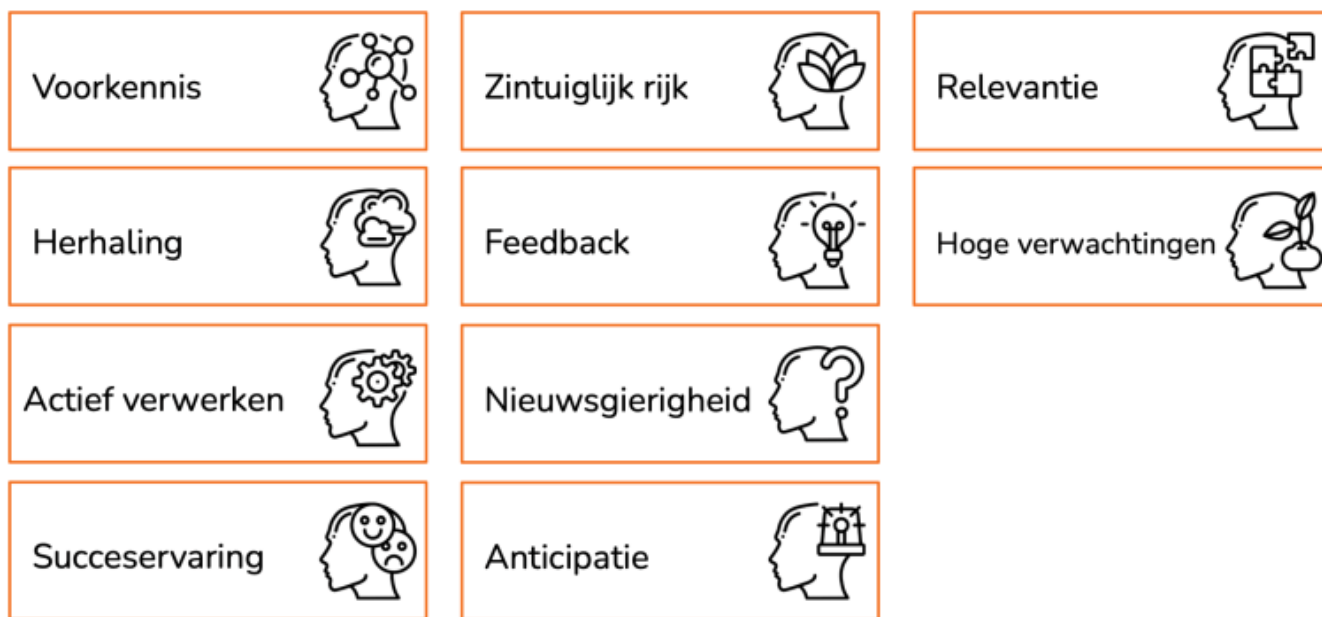 Voorkennis
Zintuiglijk rijk
Relevantie
Herhaling
Feedback
Hoge verwachtingen
Actief verwerken
Nieuwsgierigheid
Succeservaring
Anticipatie